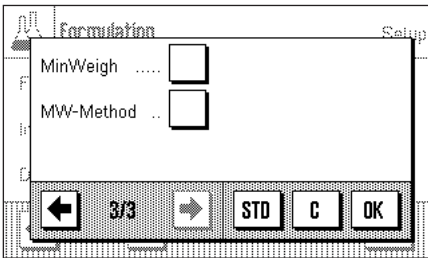 Formulation Setup
MinWeigh .....
MW-Method ..
3/3 STD C OK